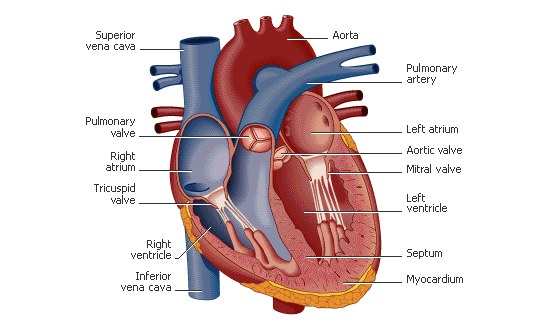 Superior
vena cava
Aorta
Pulmonary
artery
Pulmonary
valve
Left atrium
Aortic valve
Right
atrium
Mitral valve
Tricuspid
valve
Left
ventricle
Right
ventricle
Septum
Inferior
vena cava
Myocardium